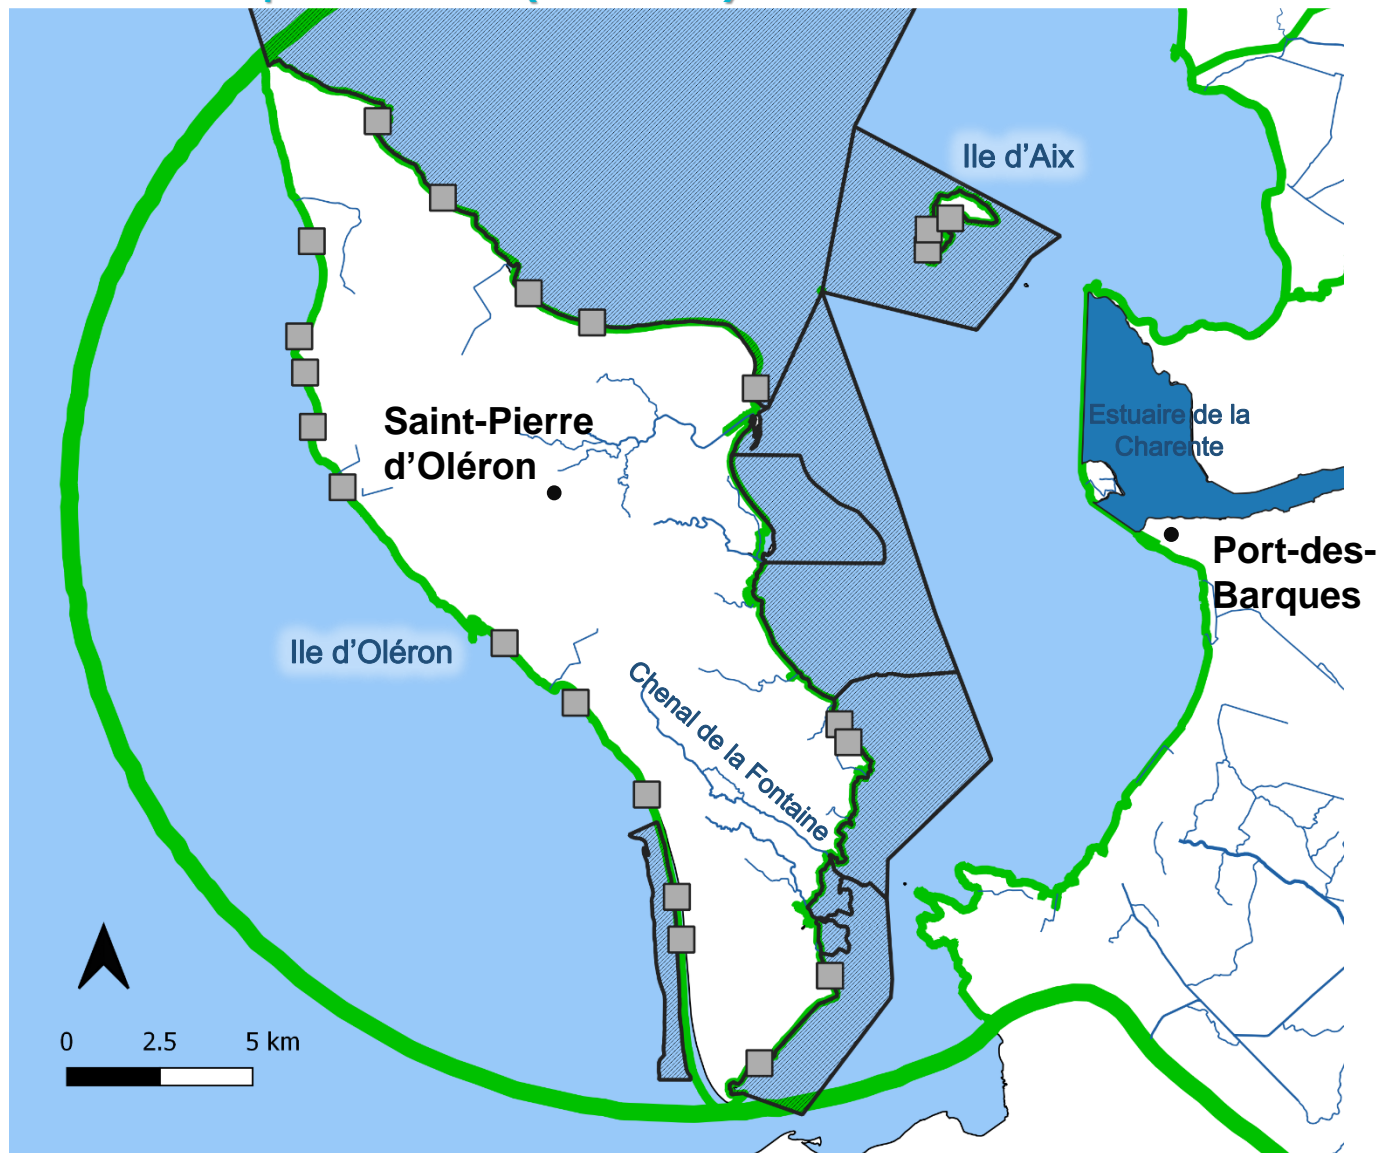 Ile d'Aix
Saint-Pierre
d'Oléron
Estuaire de la
Charente
Port-des-
Barques
Ile d'Oléron
Chenal de la Fontaine
0 2.5 5 km